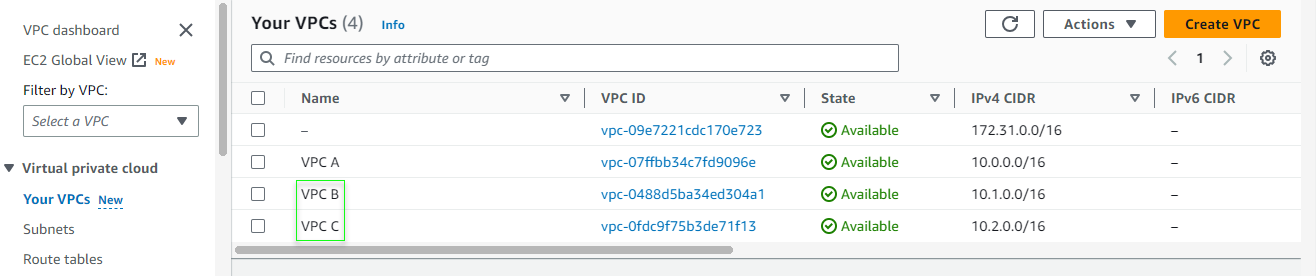 VPC dashboard
EC2 Global View New
Filter by VPC:
Select a VPC
Virtual private cloud
Your VPCs New
Subnets
Route tables
Your VPCs (4) Info
Actions
Create VPC
Find resources by attribute or tag
1
Name VPC ID State IPv4 CIDR IPv6 CIDR
– vpc-09e7221cdc170e723 Available 172.31.0.0/16 –
VPC A vpc-07ffbb34c7fd9096e Available 10.0.0.0/16 –
VPC B vpc-0488d5ba34ed304a1 Available 10.1.0.0/16 –
VPC C vpc-0fdc9f75b3de71f13 Available 10.2.0.0/16 –